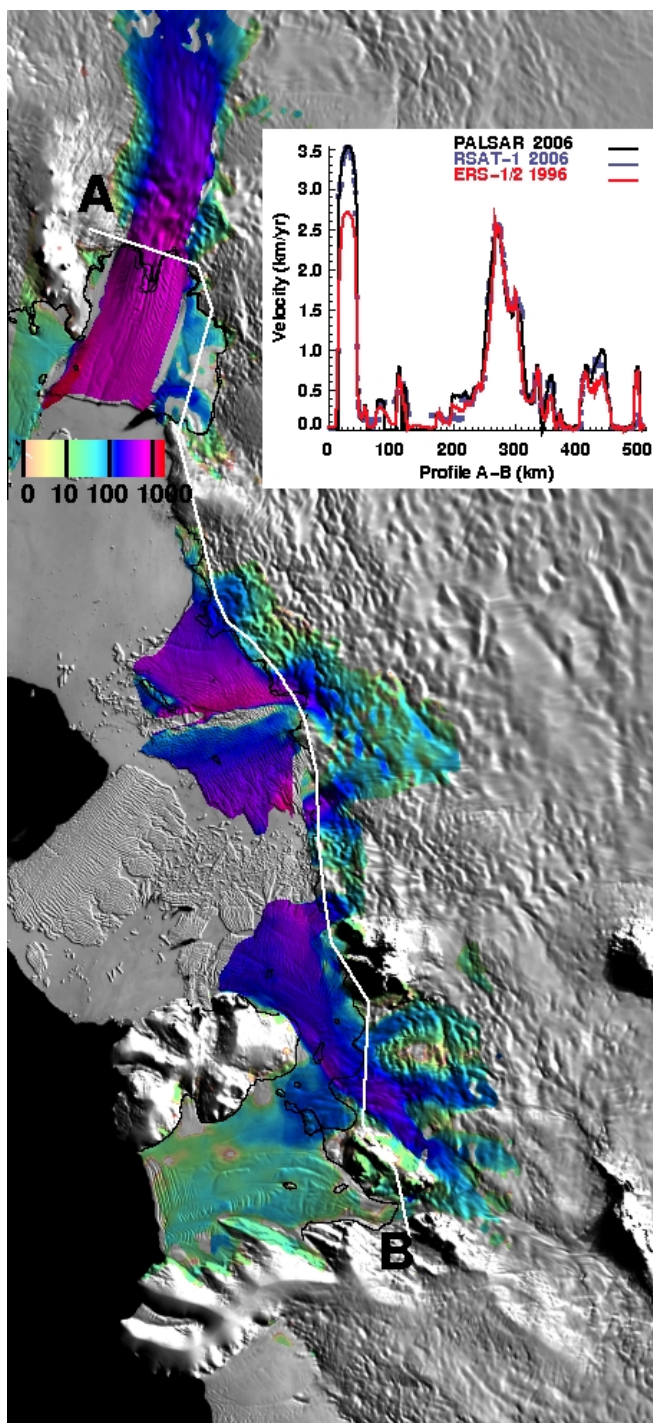 A
PALSAR 2006
RSAT-1 2006
ERS-1/2 1996
Velocity (km/yr)
3.5
3.0
2.5
2.0
1.5
1.0
0.5
0.0
0 100 200 300 400 500
Profile A-B (km)
0 10 100 1000
B